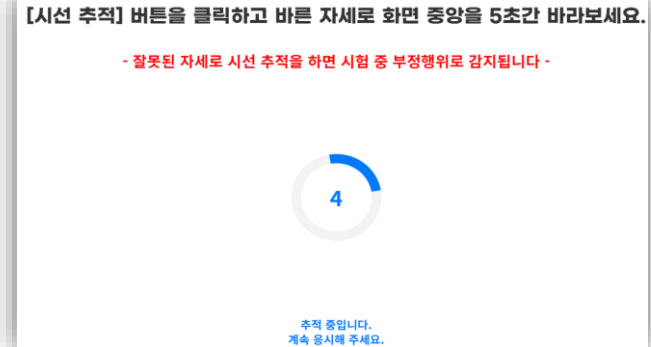 [시선 추적] 버튼을 클릭하고 바른 자세로 화면 중앙을 5초간 바라보세요.
- 잘못된 자세로 시선 추적을 하면 시험 중 부정행위로 감지됩니다 -
4
추적 중입니다.
계속 응시해 주세요.